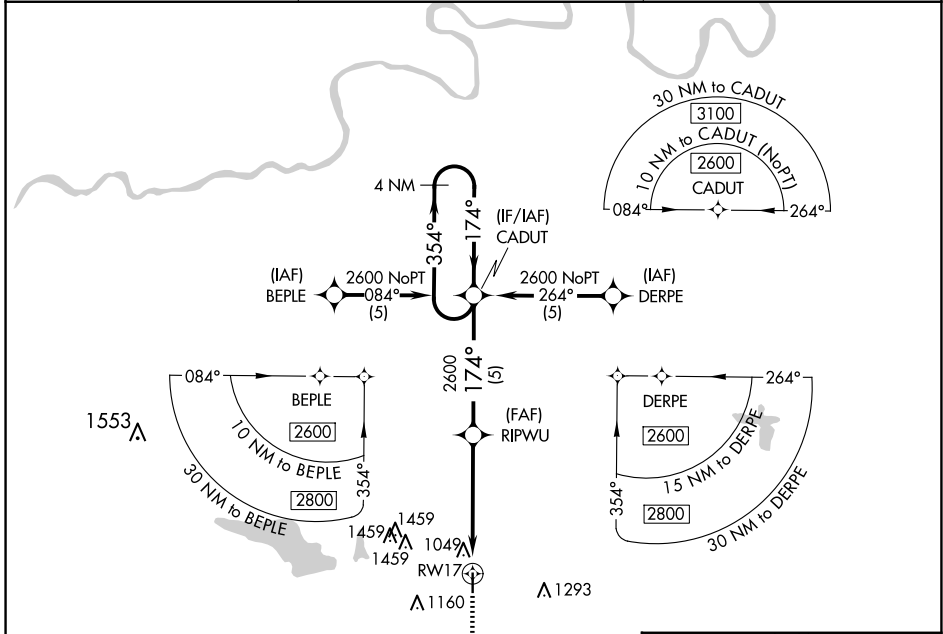 30 NM to CADUT
3100
10 NM to CADUT (NoPT)
2600
CADUT
084°
264°
4 NM
354°
174°
(IF/IAF)
CADUT
(IAF)
BEPLE
2600 NoPT
084°
(5)
2600 NoPT
264°
(5)
(IAF)
DERPE
2600
174°
(5)
(FAF)
RIPWU
084°
BEPLE
2600
10 NM to BEPLE
2800
30 NM to BEPLE
354°
264°
DERPE
2600
15 NM to DERPE
2800
30 NM to DERPE
354°
1553
1459
1459
1459
1049
RW17
1160
1293